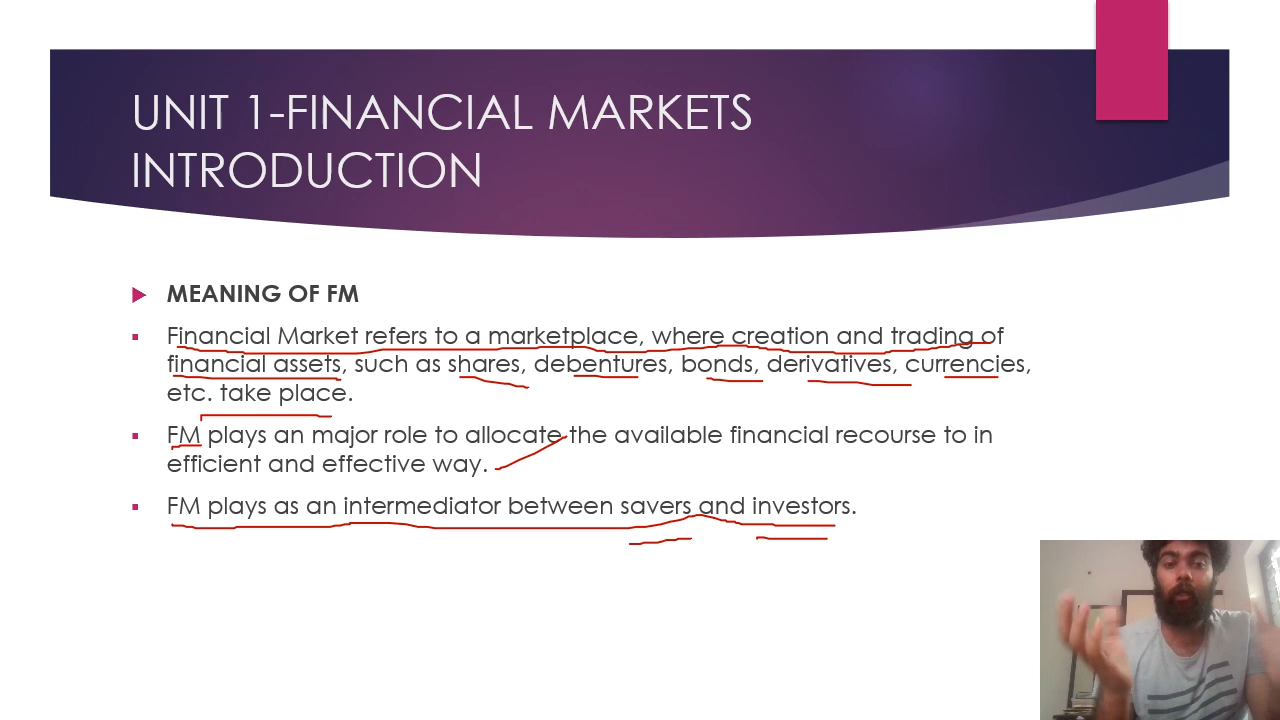 UNIT 1-FINANCIAL MARKETS
INTRODUCTION
MEANING OF FM
Financial Market refers to a marketplace, where creation and trading of
financial assets, such as shares, debentures, bonds, derivatives, currencies,
etc. take place.
FM plays an major role to allocate the available financial recourse to in
efficient and effective way.
FM plays as an intermediator between savers and investors.